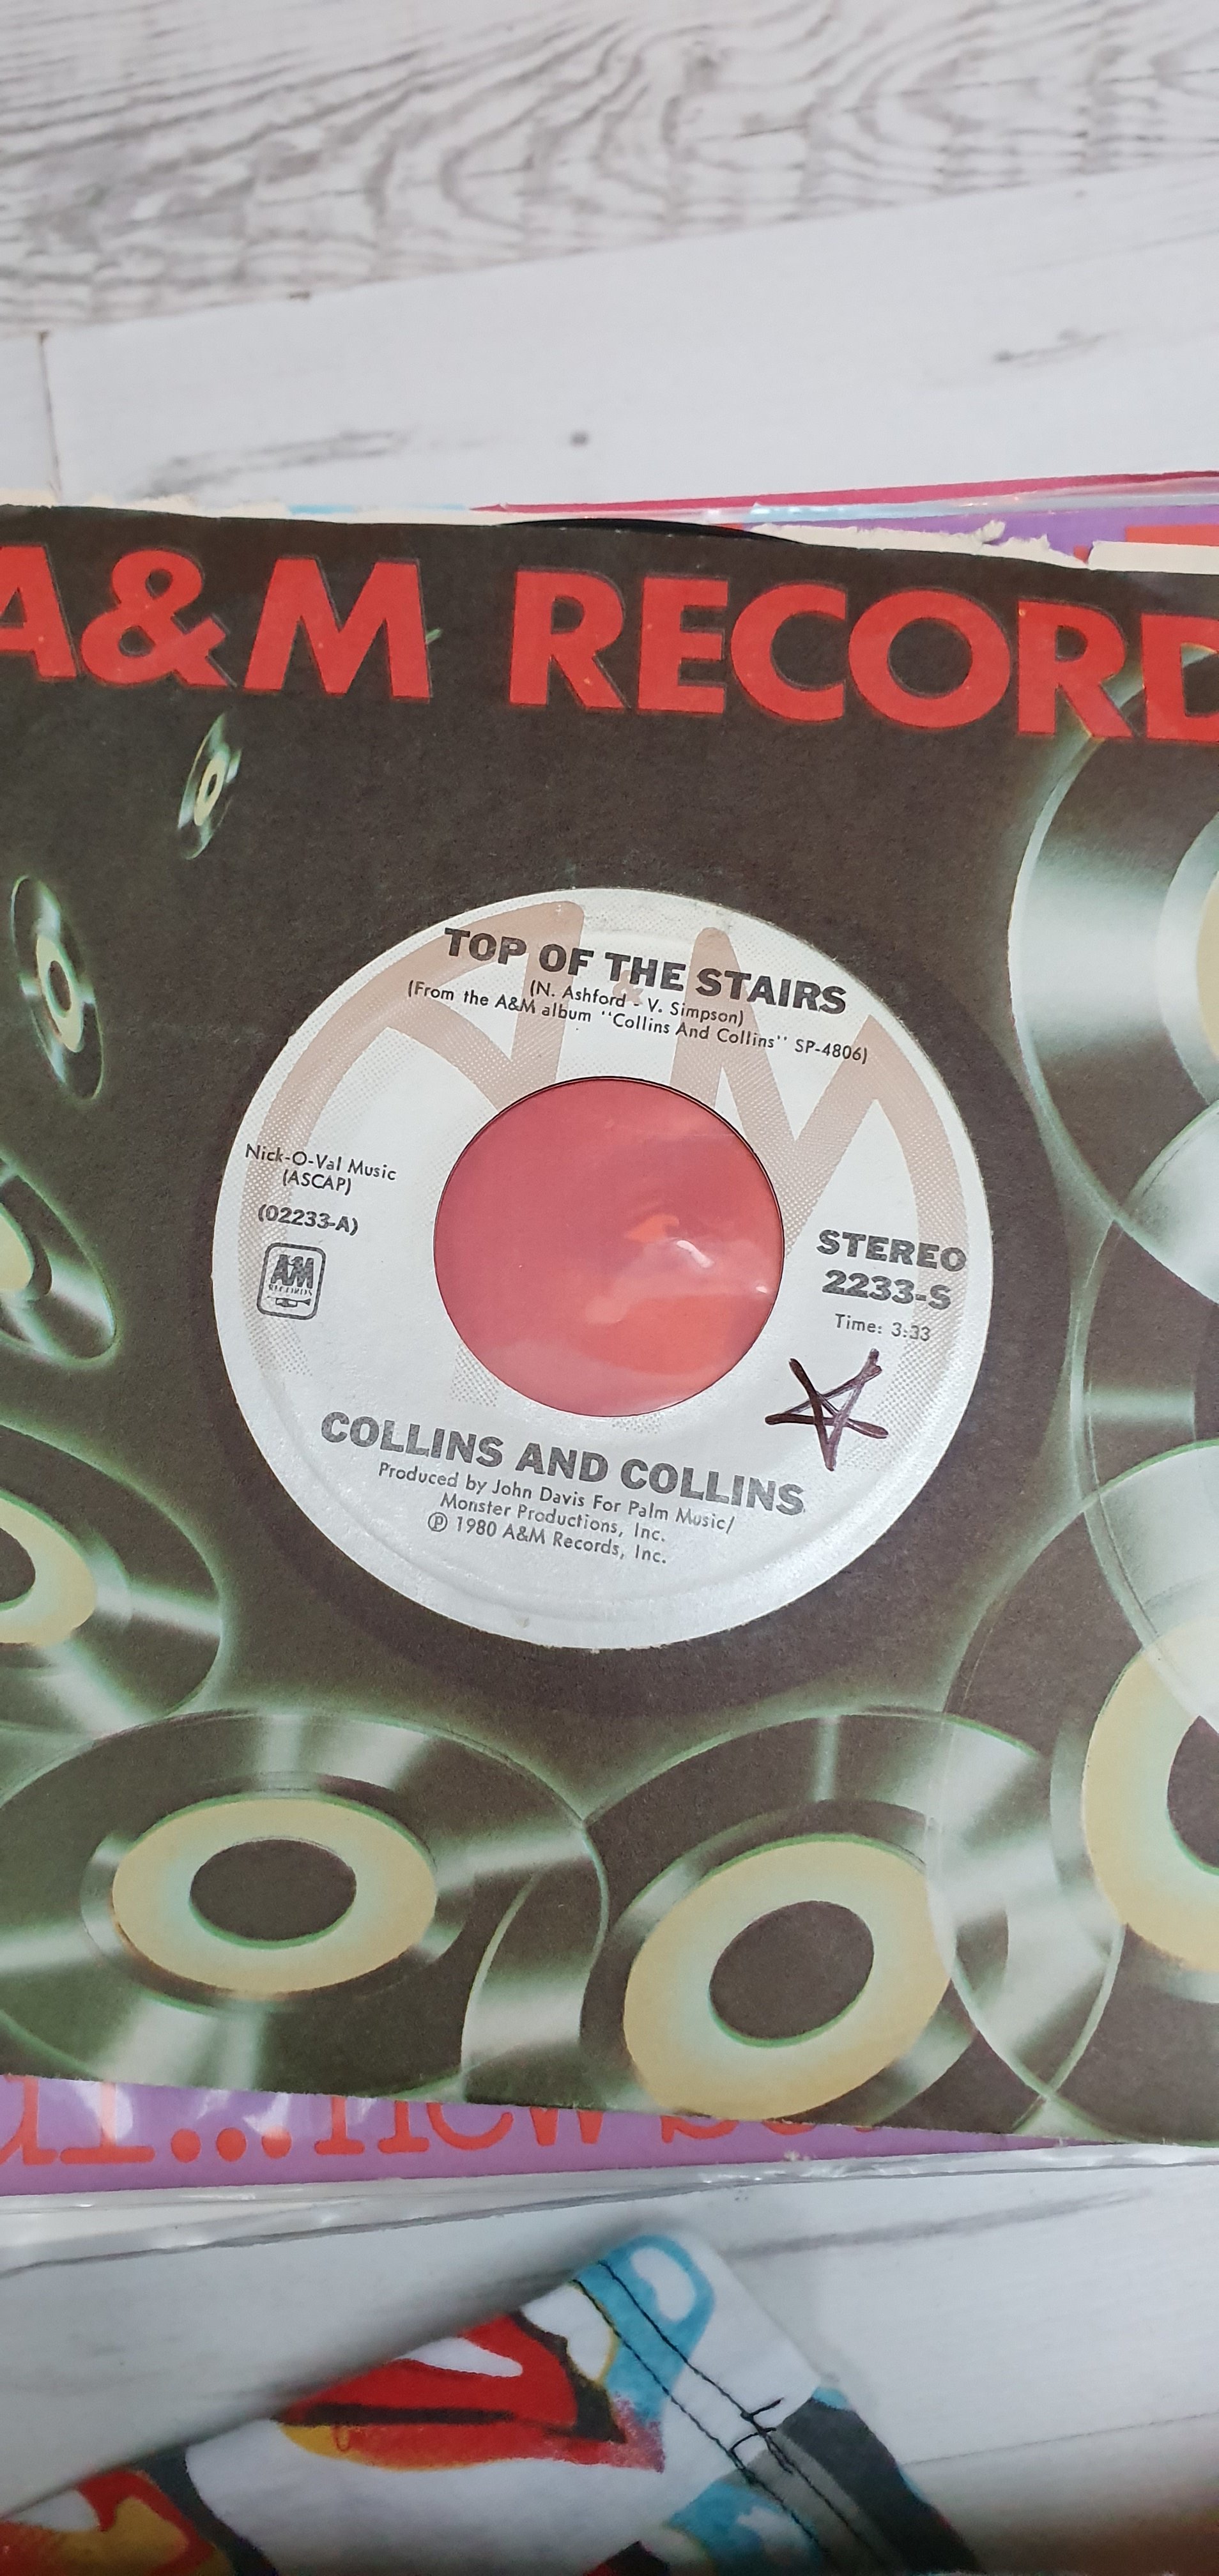 A&M RECORD
TOP OF THE STAIRS
(N. Ashford - V. Simpson)
(From the A&M album "Collins And Collins" SP-4806)
Nick-O-Val Music
(ASCAP)
(02233-A)
AM
RECORDS
STEREO
2233-S
Time: 3:33
COLLINS AND COLLINS
Produced by John Davis For Palm Music/
Monster Productions, Inc.
℗ 1980 A&M Records, Inc.
...new